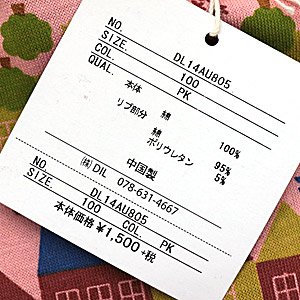 NO. DL14AU805
SIZE. 100
COL. PK
QUAL.
本体 綿 100%
リブ部分 綿 95%
ポリウレタン 5%
中国製
㈱ DIL 078-631-4667
NO. DL14AU805
SIZE. 100
COL. PK
本体価格 ¥1,500+税